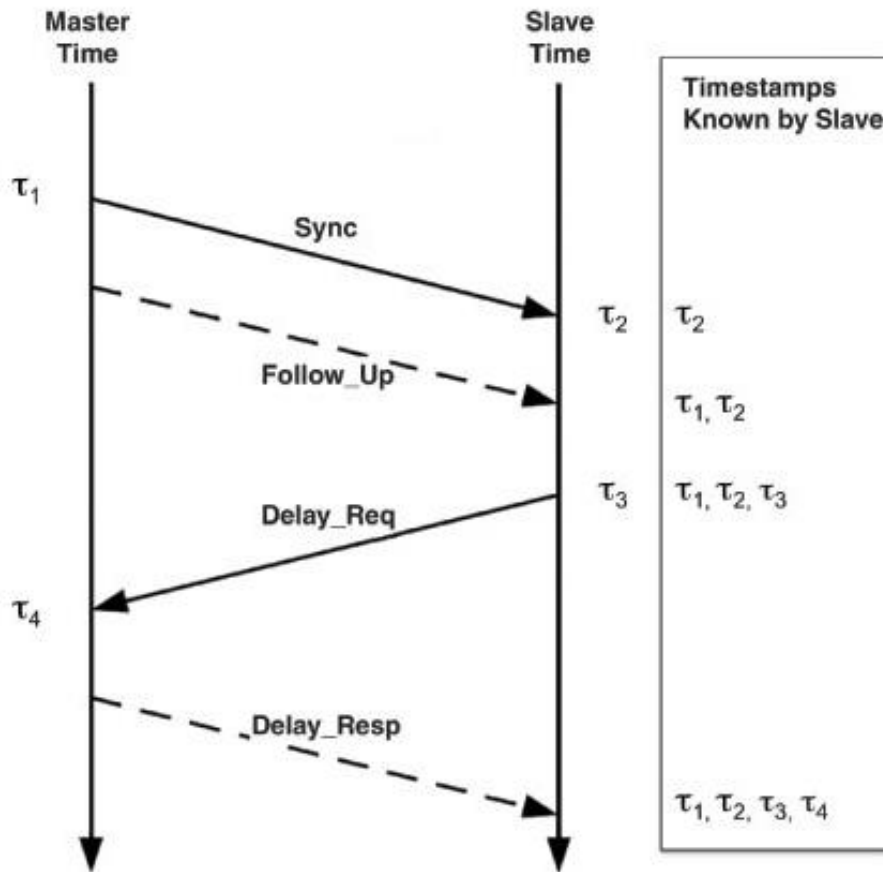 Master
Time
Slave
Time
Timestamps
Known by Slave
τ1
Sync
τ2
τ2
Follow_Up
τ1, τ2
τ3
τ1, τ2, τ3
Delay_Req
τ4
Delay_Resp
τ1, τ2, τ3, τ4